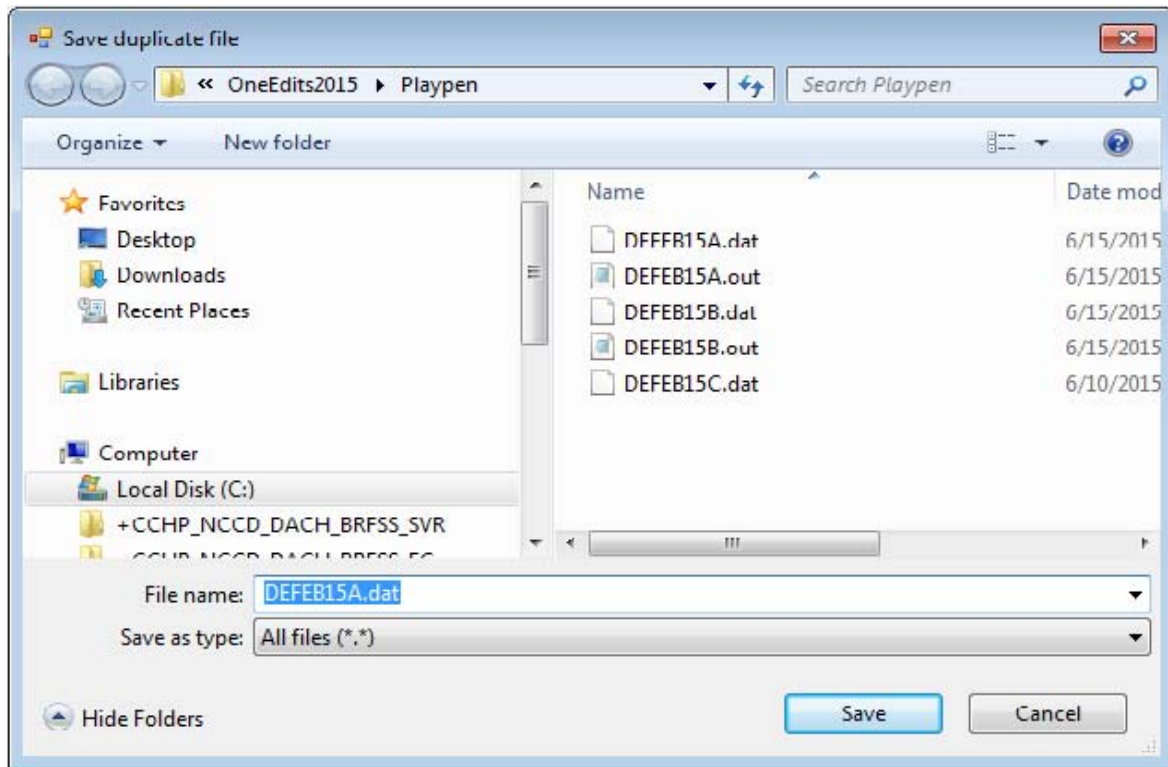 Save duplicate file
« OneEdits2015 ▸ Playpen
Search Playpen
Organize
New folder
Favorites
Desktop
Downloads
Recent Places
Libraries
Computer
Local Disk (C:)
+CCHP_NCCD_DACH_BRFSS_SVR
Name
Date mod
DEFEB15A.dat
6/15/2015
DEFEB15A.out
6/15/2015
DEFEB15B.dat
6/15/2015
DEFEB15B.out
6/15/2015
DEFEB15C.dat
6/10/2015
File name: DEFEB15A.dat
Save as type: All files (*.*)
Hide Folders
Save
Cancel